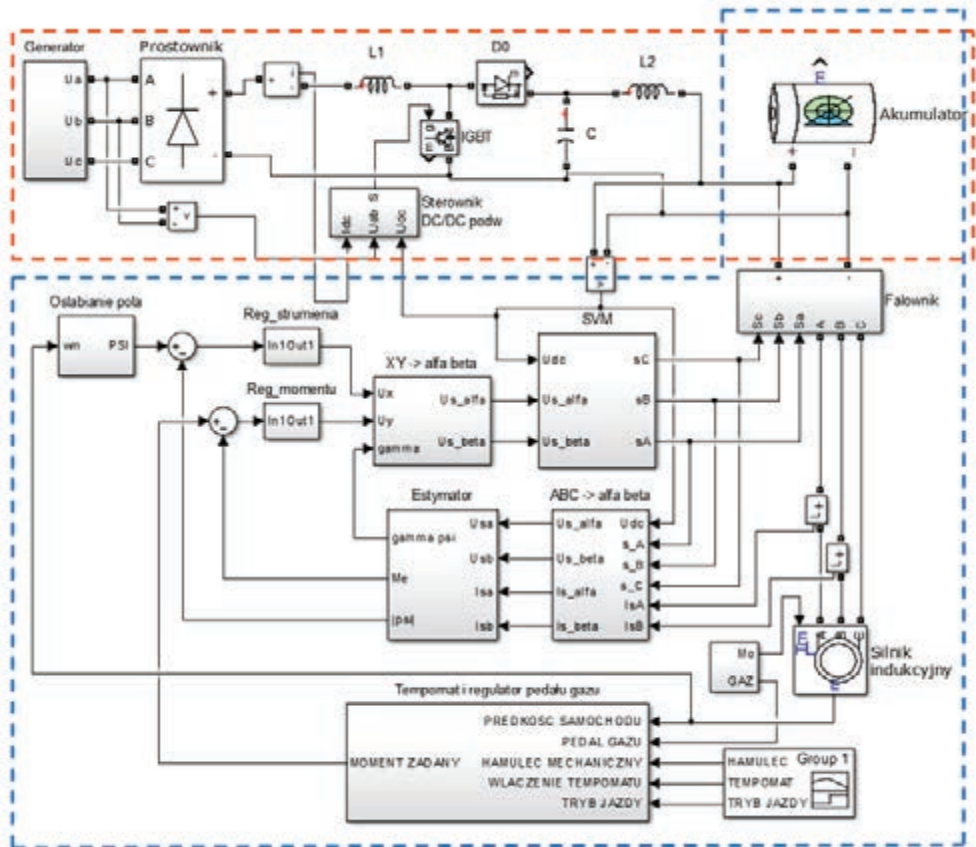 Generator
Prostownik
L1
D0
L2
Ua
A
Ub
B
Uc
C
+
-
IGBT
C
Akumulator
+
-
Sterownik
DC/DC podw
Idc
Usb
Uoc
S
Falownik
Sc
Sb
Sa
A
B
C
Oslabianie pola
wn
PSI
Reg_strumienia
In1Out1
Reg_momentu
In1Out1
XY -> alfa beta
Ux
Uy
gamma
Us_alfa
Us_beta
SVM
Udc
Us_alfa
Us_beta
sC
sB
sA
Estymator
gamma psi
Me
|psi|
Usa
Usb
Isa
Isb
ABC -> alfa beta
Us_alfa
Us_beta
Is_alfa
Is_beta
Udc
s_A
s_B
s_C
IsA
IsB
Mo
GAZ
Silnik
indukcyjny
Tempomat i regulator pedału gazu
PREDKOSC SAMOCHODU
PEDAL GAZU
MOMENT ZADANY
HAMULEC MECHANICZNY
WLACZENIE TEMPOMATU
TRYB JAZDY
Group 1
HAMULEC
TEMPOMAT
TRYB JAZDY